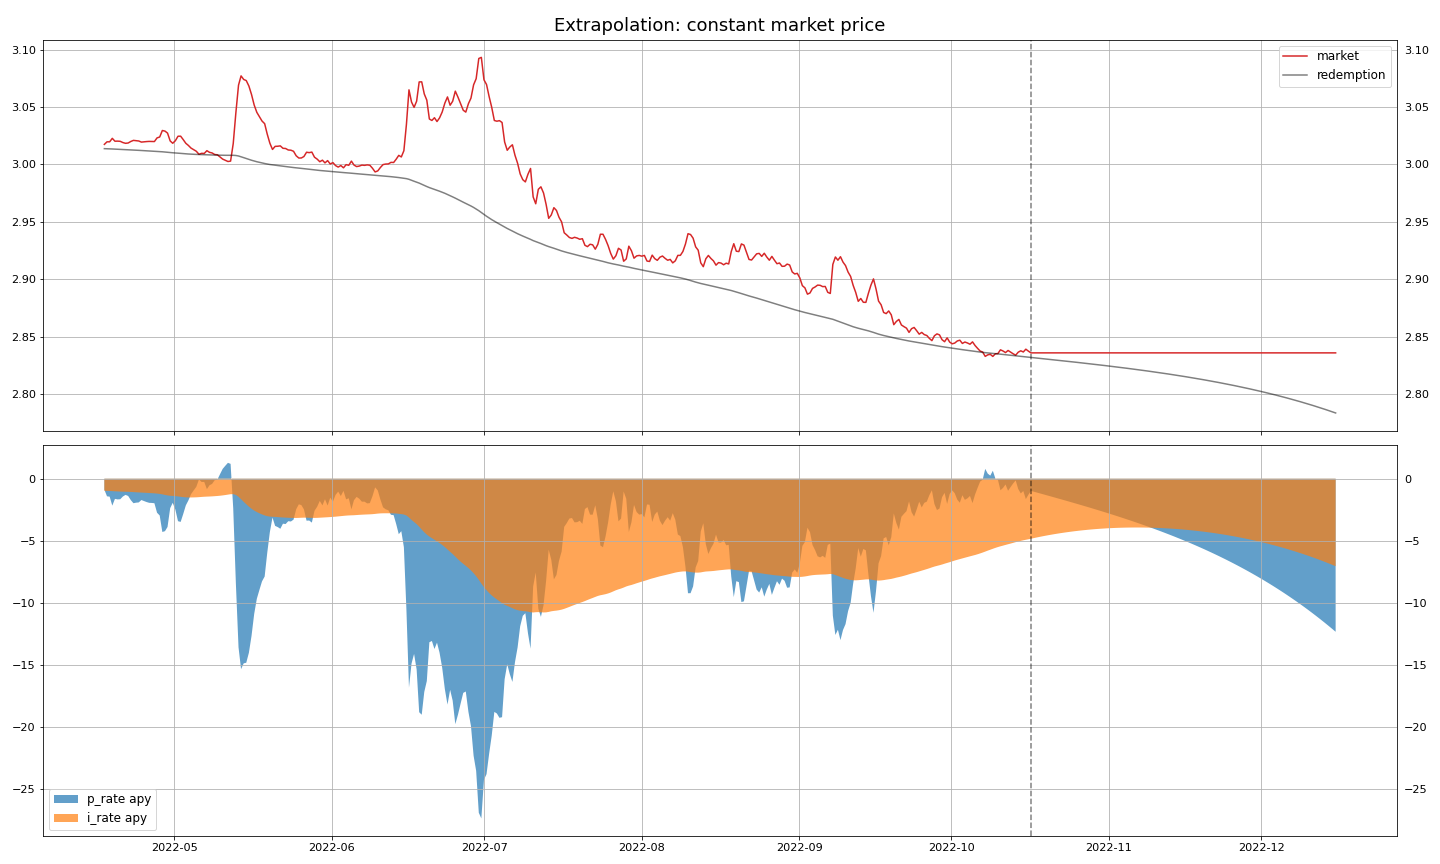 Extrapolation: constant market price
3.10 3.10
market
redemption
3.05 3.05
3.00 3.00
2.95 2.95
2.90 2.90
2.85 2.85
2.80 2.80
0 0
−5 −5
−10 −10
−15 −15
−20 −20
−25 −25
p_rate apy
i_rate apy
2022-05 2022-06 2022-07 2022-08 2022-09 2022-10 2022-11 2022-12